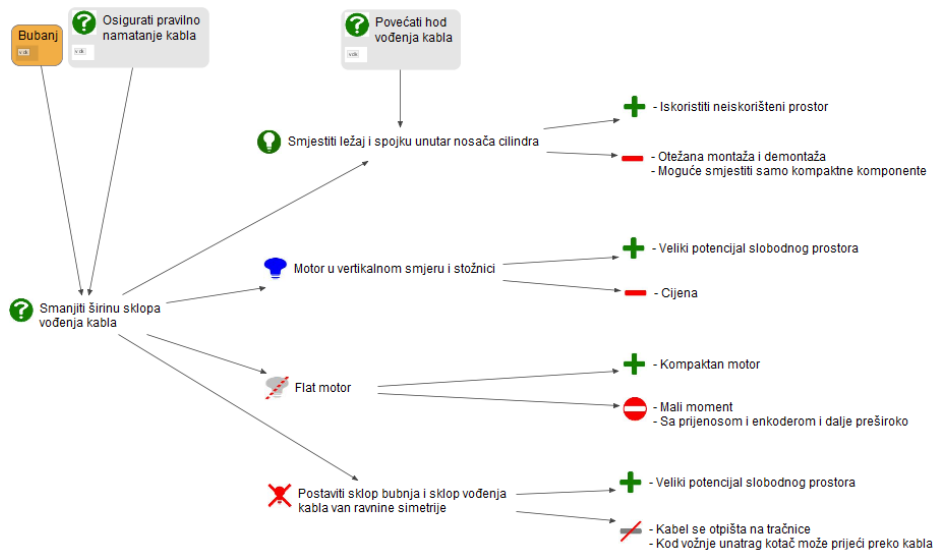 Bubanj
Osigurati pravilno
namatanje kabla
Povećati hod
vođenja kabla
Smjestiti ležaj i spojku unutar nosača cilindra
- Iskoristiti neiskorišteni prostor
- Otežana montaža i demontaža
- Moguće smjestiti samo kompaktne komponente
Motor u vertikalnom smjeru i stožnici
- Veliki potencijal slobodnog prostora
- Cijena
Smanjiti širinu sklopa
vođenja kabla
Flat motor
- Kompaktan motor
- Mali moment
- Sa prijenosom i enkoderom i dalje preširoko
Postaviti sklop bubnja i sklop vođenja
kabla van ravnine simetrije
- Veliki potencijal slobodnog prostora
- Kabel se otpišta na tračnice
- Kod vožnje unatrag kotač može prijeći preko kabla